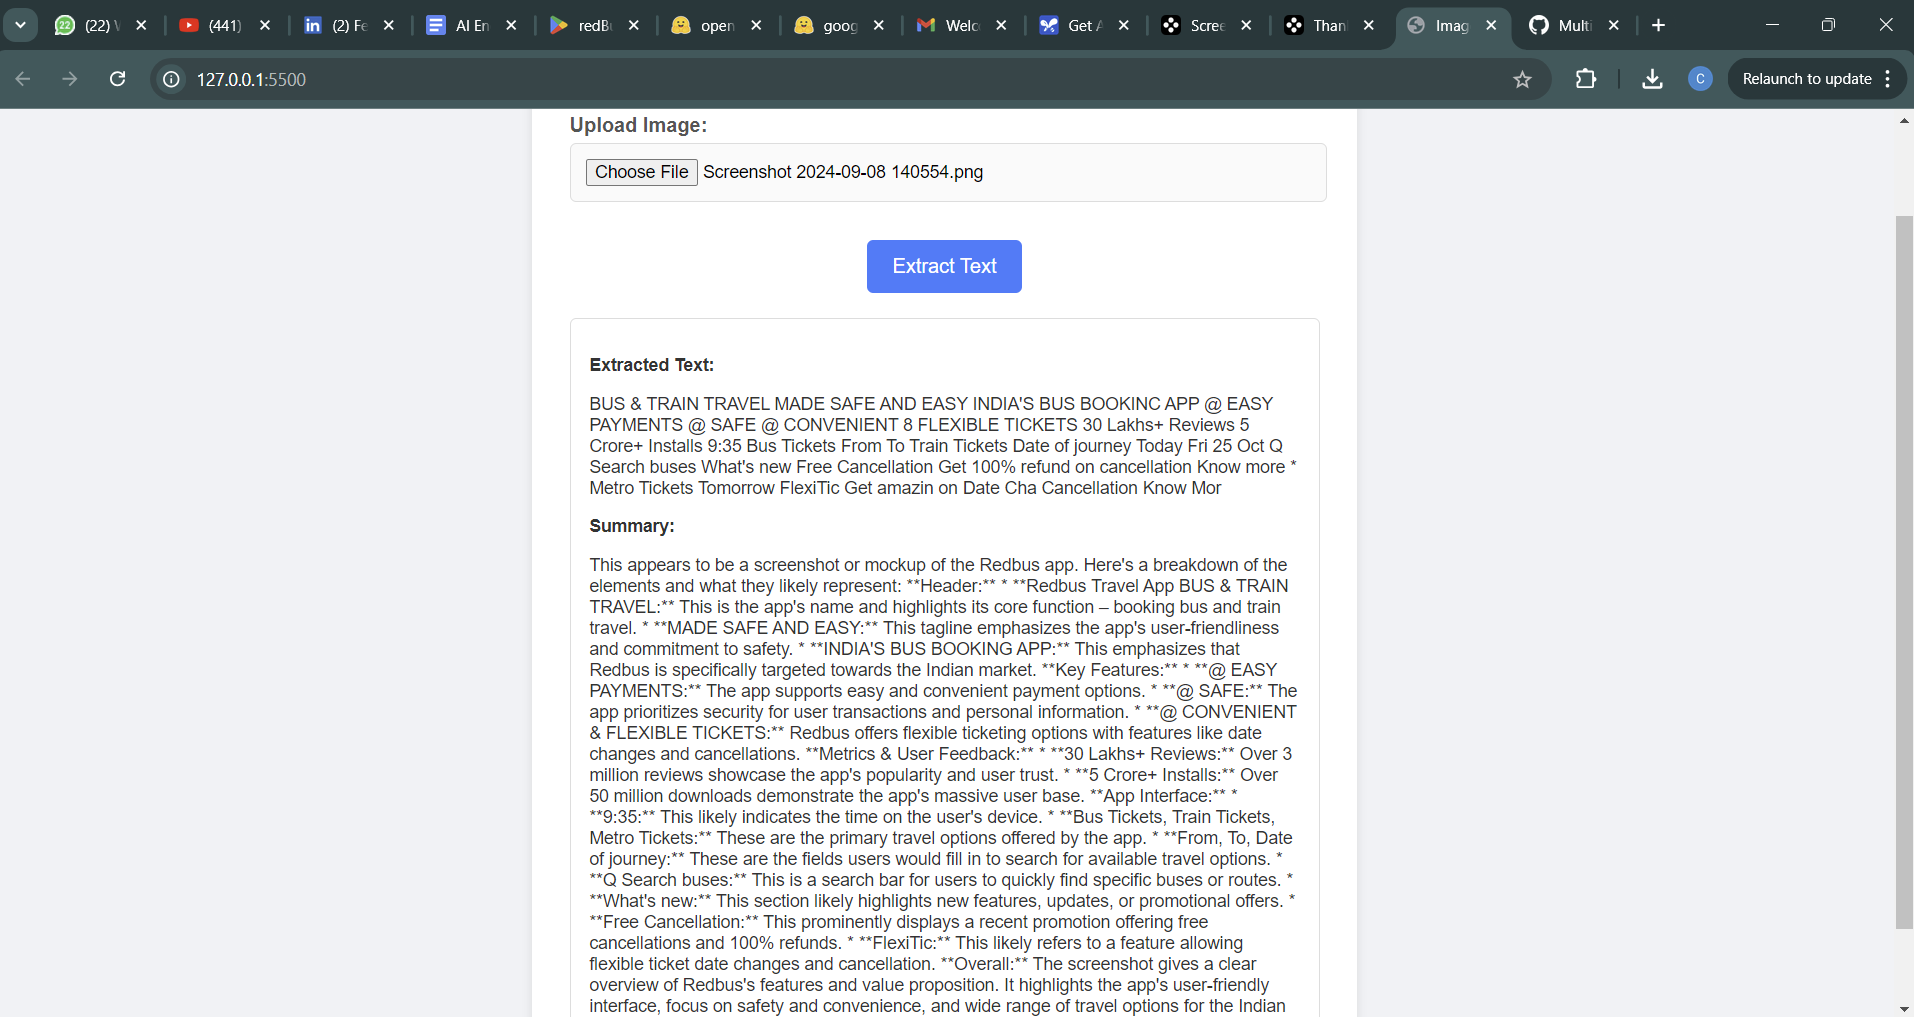 (22) V
(441)
(2) Fe
AI En
redB
open
goog
Welc
Get A
Scree
Than
Imag
Multi
127.0.0.1:5500
C
Relaunch to update
Upload Image:
Choose File Screenshot 2024-09-08 140554.png
Extract Text
Extracted Text:
BUS & TRAIN TRAVEL MADE SAFE AND EASY INDIA'S BUS BOOKINC APP @ EASY
PAYMENTS @ SAFE @ CONVENIENT 8 FLEXIBLE TICKETS 30 Lakhs+ Reviews 5
Crore+ Installs 9:35 Bus Tickets From To Train Tickets Date of journey Today Fri 25 Oct Q
Search buses What's new Free Cancellation Get 100% refund on cancellation Know more *
Metro Tickets Tomorrow FlexiTic Get amazin on Date Cha Cancellation Know Mor
Summary:
This appears to be a screenshot or mockup of the Redbus app. Here's a breakdown of the
elements and what they likely represent: **Header:** * **Redbus Travel App BUS & TRAIN
TRAVEL:** This is the app's name and highlights its core function – booking bus and train
travel. * **MADE SAFE AND EASY:** This tagline emphasizes the app's user-friendliness
and commitment to safety. * **INDIA'S BUS BOOKING APP:** This emphasizes that
Redbus is specifically targeted towards the Indian market. **Key Features:** * **@ EASY
PAYMENTS:** The app supports easy and convenient payment options. * **@ SAFE:** The
app prioritizes security for user transactions and personal information. * **@ CONVENIENT
& FLEXIBLE TICKETS:** Redbus offers flexible ticketing options with features like date
changes and cancellations. **Metrics & User Feedback:** * **30 Lakhs+ Reviews:** Over 3
million reviews showcase the app's popularity and user trust. * **5 Crore+ Installs:** Over
50 million downloads demonstrate the app's massive user base. **App Interface:** *
**9:35:** This likely indicates the time on the user's device. * **Bus Tickets, Train Tickets,
Metro Tickets:** These are the primary travel options offered by the app. * **From, To, Date
of journey:** These are the fields users would fill in to search for available travel options. *
**Q Search buses:** This is a search bar for users to quickly find specific buses or routes. *
**What's new:** This section likely highlights new features, updates, or promotional offers. *
**Free Cancellation:** This prominently displays a recent promotion offering free
cancellations and 100% refunds. * **FlexiTic:** This likely refers to a feature allowing
flexible ticket date changes and cancellation. **Overall:** The screenshot gives a clear
overview of Redbus's features and value proposition. It highlights the app's user-friendly
interface, focus on safety and convenience, and wide range of travel options for the Indian